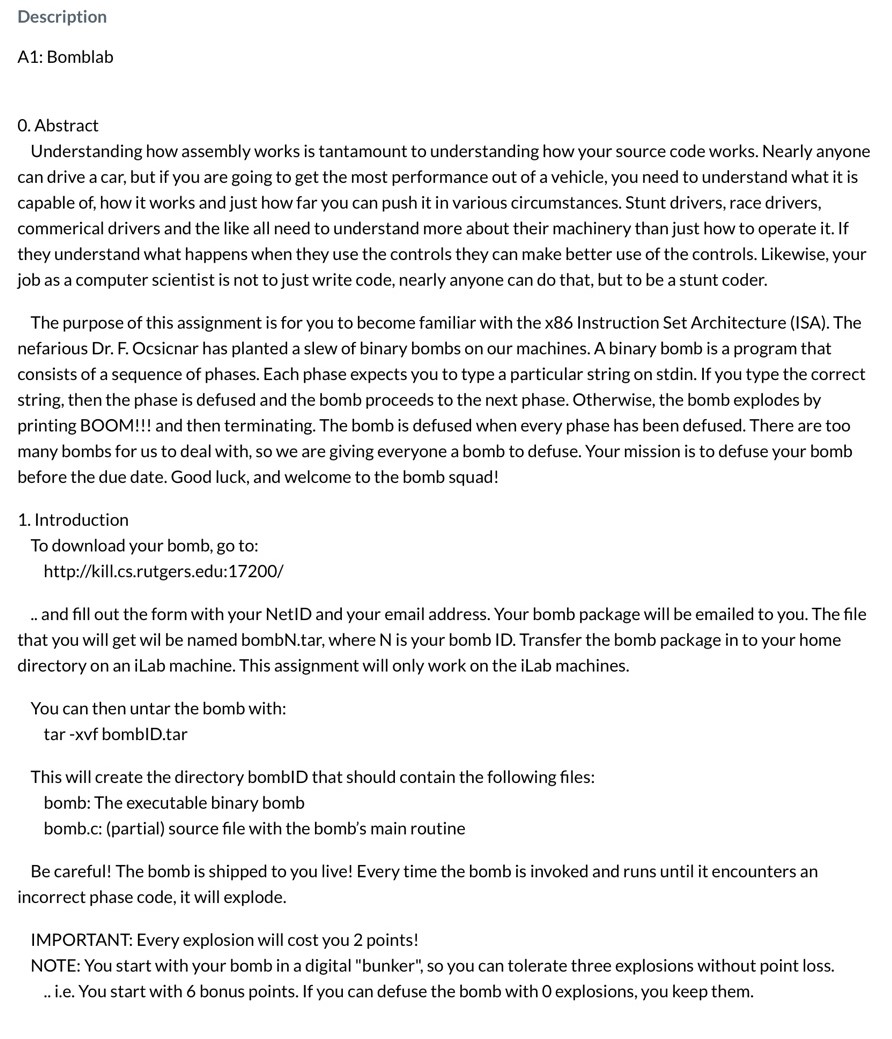 Description
A1: Bomblab
0. Abstract
Understanding how assembly works is tantamount to understanding how your source code works. Nearly anyone
can drive a car, but if you are going to get the most performance out of a vehicle, you need to understand what it is
capable of, how it works and just how far you can push it in various circumstances. Stunt drivers, race drivers,
commerical drivers and the like all need to understand more about their machinery than just how to operate it. If
they understand what happens when they use the controls they can make better use of the controls. Likewise, your
job as a computer scientist is not to just write code, nearly anyone can do that, but to be a stunt coder.
The purpose of this assignment is for you to become familiar with the x86 Instruction Set Architecture (ISA). The
nefarious Dr. F. Ocsicnar has planted a slew of binary bombs on our machines. A binary bomb is a program that
consists of a sequence of phases. Each phase expects you to type a particular string on stdin. If you type the correct
string, then the phase is defused and the bomb proceeds to the next phase. Otherwise, the bomb explodes by
printing BOOM!!! and then terminating. The bomb is defused when every phase has been defused. There are too
many bombs for us to deal with, so we are giving everyone a bomb to defuse. Your mission is to defuse your bomb
before the due date. Good luck, and welcome to the bomb squad!
1. Introduction
To download your bomb, go to:
http://kill.cs.rutgers.edu:17200/
.. and fill out the form with your NetID and your email address. Your bomb package will be emailed to you. The file
that you will get wil be named bombN.tar, where N is your bomb ID. Transfer the bomb package in to your home
directory on an iLab machine. This assignment will only work on the iLab machines.
You can then untar the bomb with:
tar -xvf bombID.tar
This will create the directory bombID that should contain the following files:
bomb: The executable binary bomb
bomb.c: (partial) source file with the bomb’s main routine
Be careful! The bomb is shipped to you live! Every time the bomb is invoked and runs until it encounters an
incorrect phase code, it will explode.
IMPORTANT: Every explosion will cost you 2 points!
NOTE: You start with your bomb in a digital "bunker", so you can tolerate three explosions without point loss.
.. i.e. You start with 6 bonus points. If you can defuse the bomb with 0 explosions, you keep them.